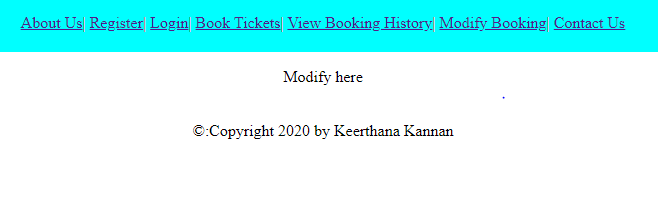 About Us| Register| Login| Book Tickets| View Booking History| Modify Booking| Contact Us
Modify here
.
©:Copyright 2020 by Keerthana Kannan